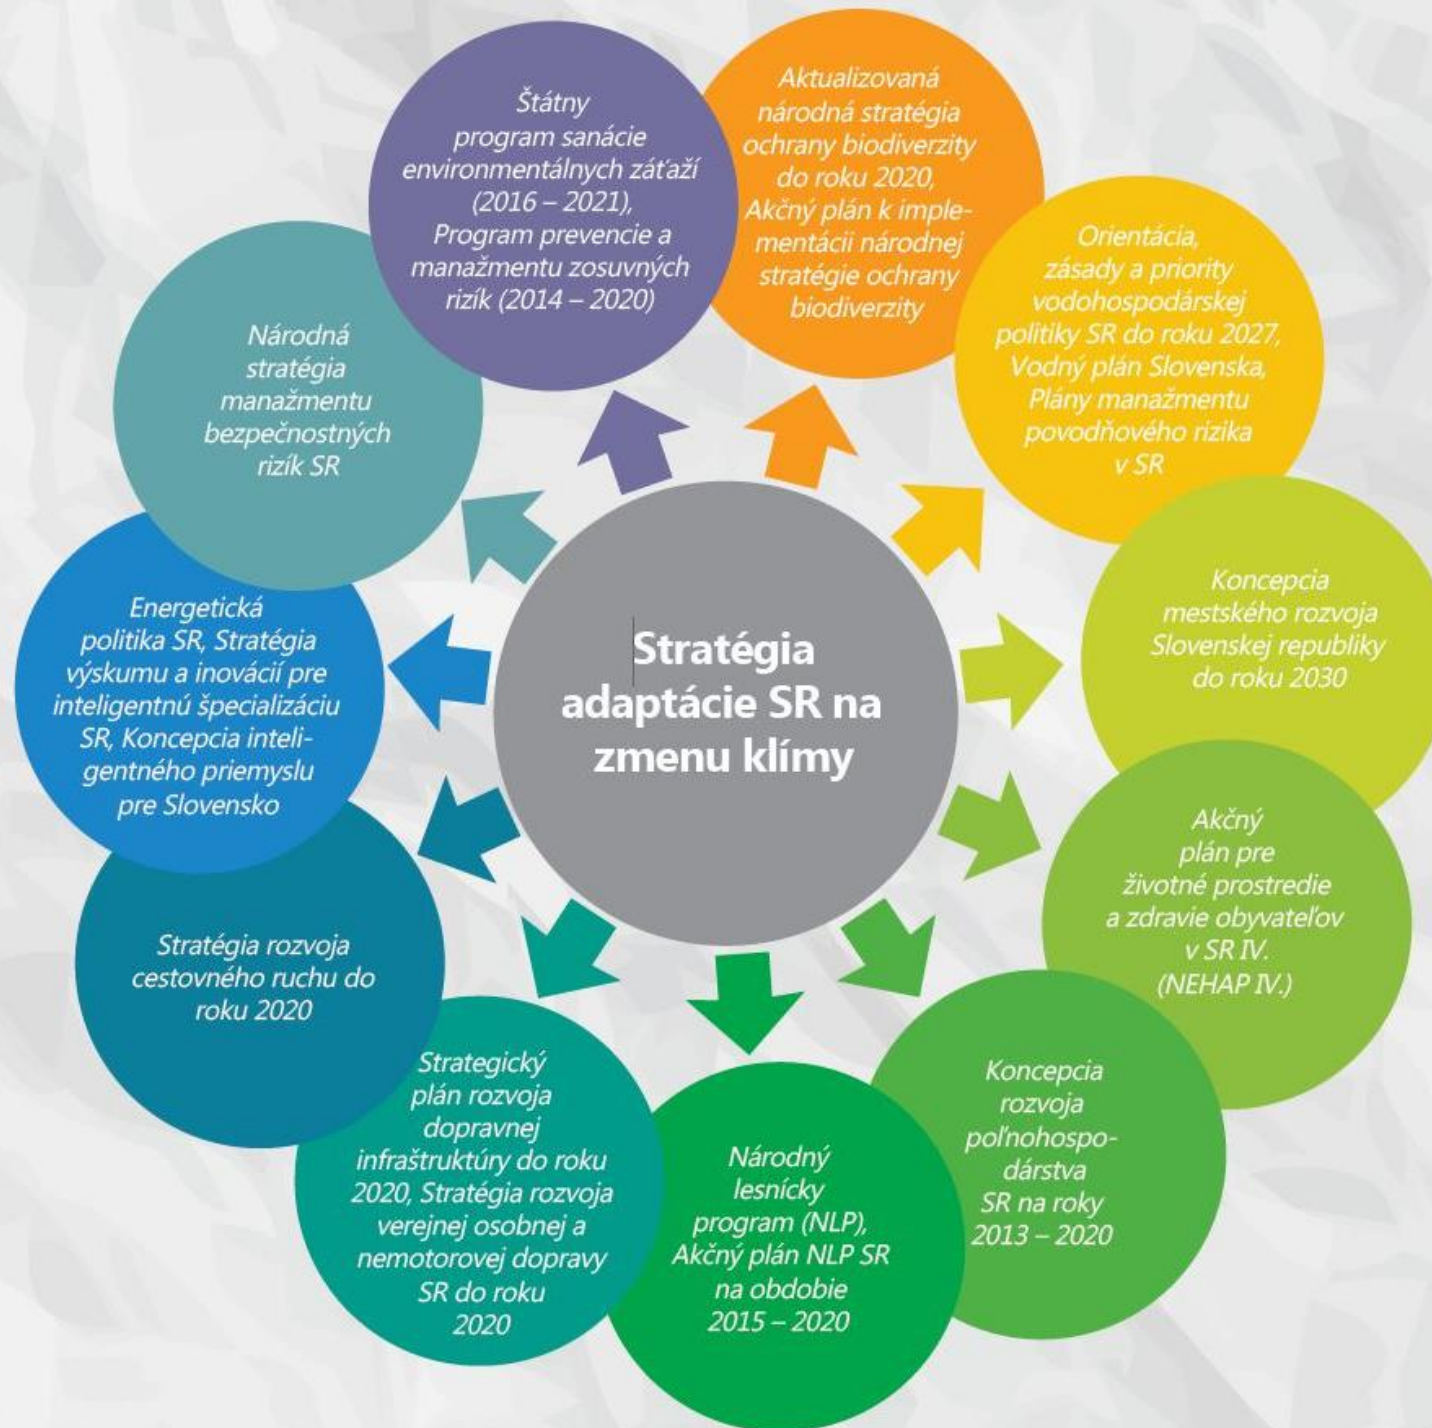 Štátny
program sanácie
environmentálnych záťaží
(2016 – 2021),
Program prevencie a
manažmentu zosuvných
rizík (2014 – 2020)
Aktualizovaná
národná stratégia
ochrany biodiverzity
do roku 2020,
Akčný plán k imple-
mentácii národnej
stratégie ochrany
biodiverzity
Orientácia,
zásady a priority
vodohospodárskej
politiky SR do roku 2027,
Vodný plán Slovenska,
Plány manažmentu
povodňového rizika
v SR
Koncepcia
mestského rozvoja
Slovenskej republiky
do roku 2030
Akčný
plán pre
životné prostredie
a zdravie obyvateľov
v SR IV.
(NEHAP IV.)
Koncepcia
rozvoja
poľnohospo-
dárstva
SR na roky
2013 – 2020
Národný
lesnícky
program (NLP),
Akčný plán NLP SR
na obdobie
2015 – 2020
Strategický
plán rozvoja
dopravnej
infraštruktúry do roku
2020, Stratégia rozvoja
verejnej osobnej a
nemotorovej dopravy
SR do roku
2020
Stratégia rozvoja
cestovného ruchu do
roku 2020
Energetická
politika SR, Stratégia
výskumu a inovácií pre
inteligentnú špecializáciu
SR, Koncepcia inteli-
gentného priemyslu
pre Slovensko
Národná
stratégia
manažmentu
bezpečnostných
rizík SR
Stratégia
adaptácie SR na
zmenu klímy